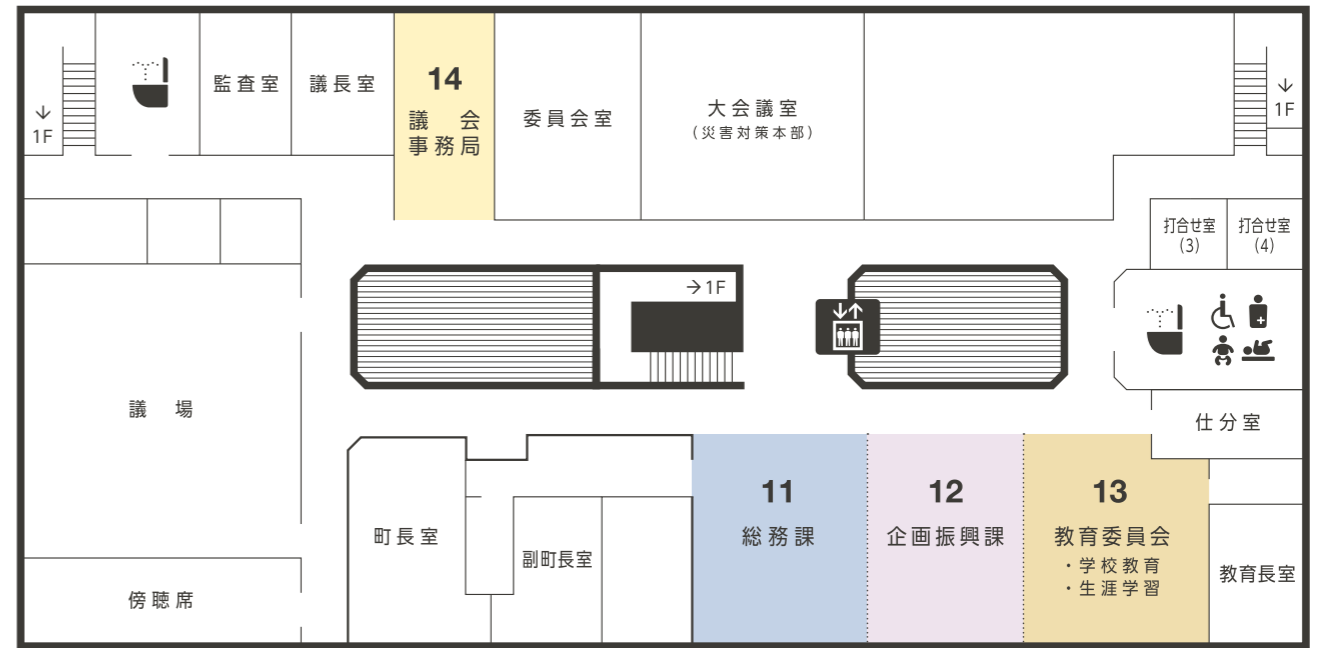 ↓
1F
監査室
議長室
14
議 会
事務局
委員会室
大会議室
(災害対策本部)
↓
1F
打合せ室
(3)
打合せ室
(4)
→1F
↓↑
議 場
仕分室
町長室
副町長室
11
総務課
12
企画振興課
13
教育委員会
・学校教育
・生涯学習
教育長室
傍聴席